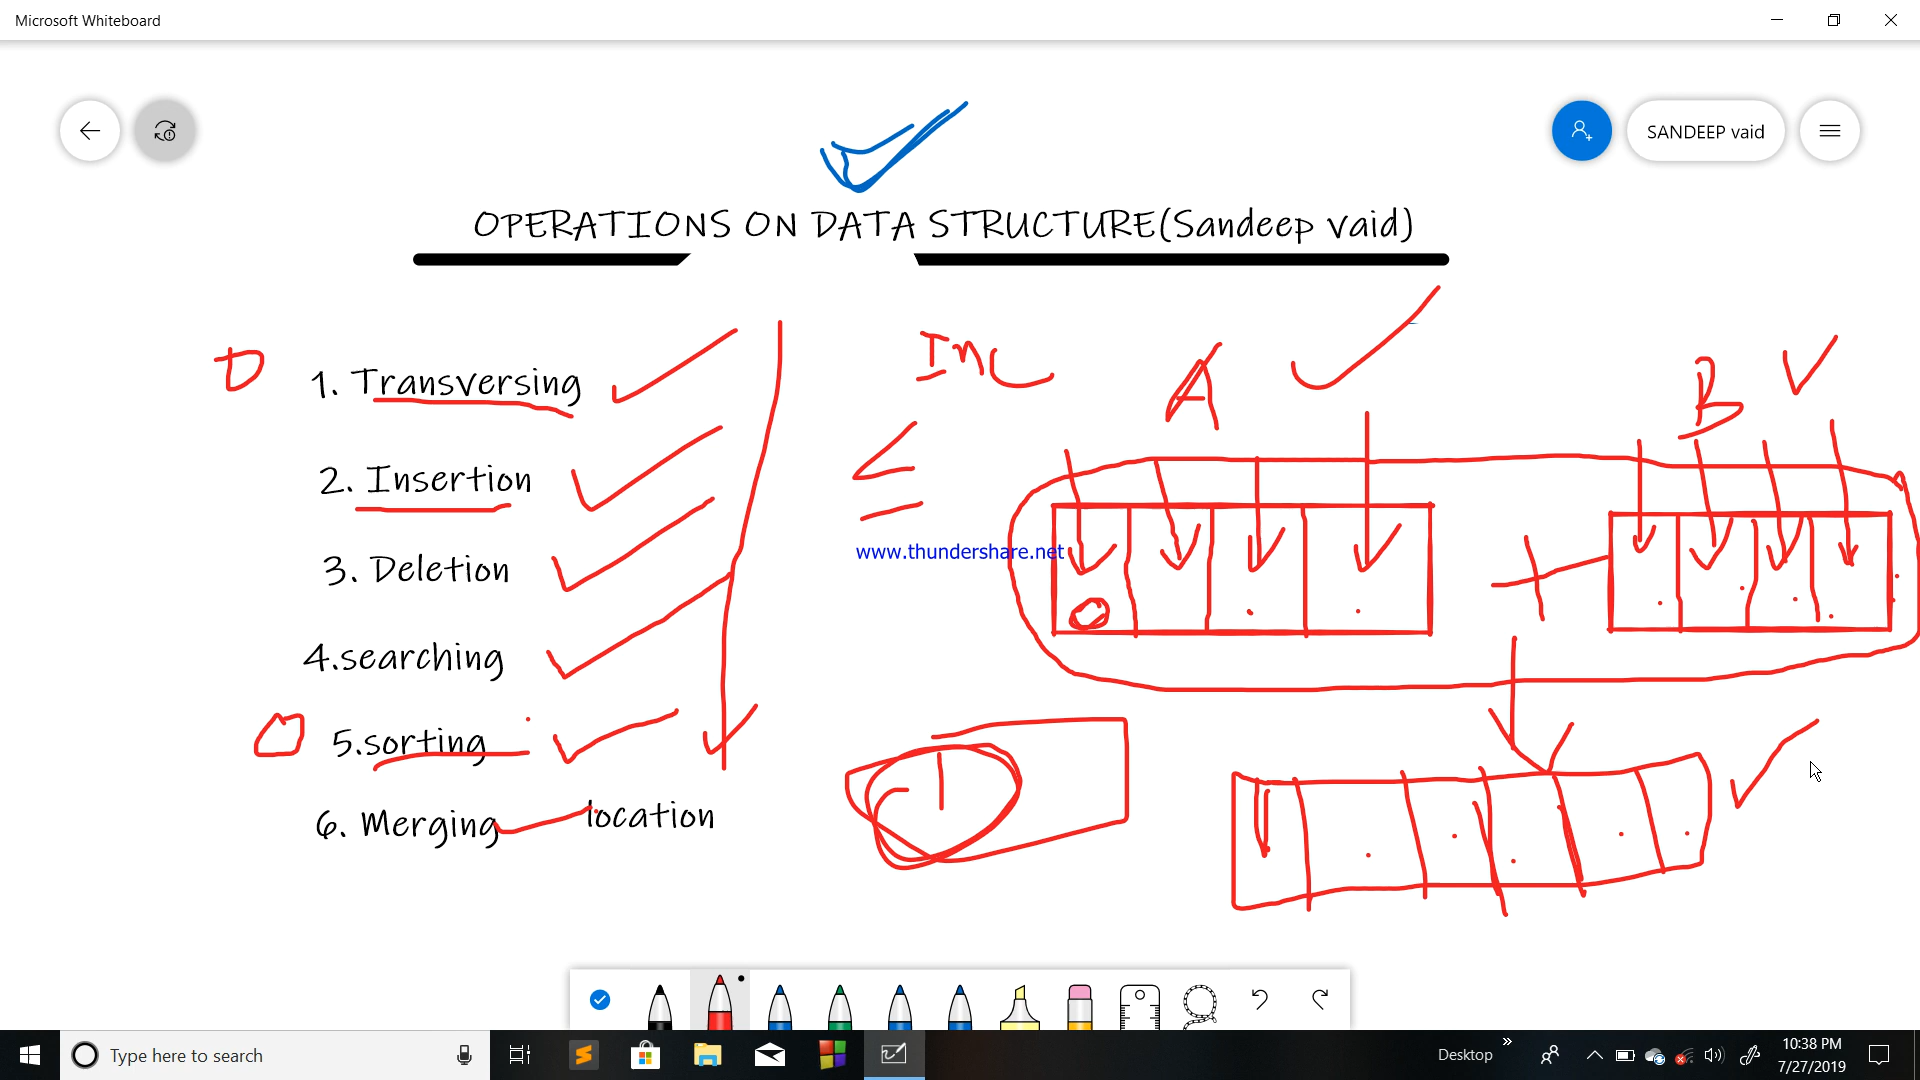 Microsoft Whiteboard
SANDEEP vaid
OPERATIONS ON DATA STRUCTURE(Sandeep vaid)
1. Transversing
2. Insertion
3. Deletion
4.searching
5.sorting
6. Merging
location
Inc
A
B
www.thundershare.net
Type here to search
Desktop
10:38 PM
7/27/2019